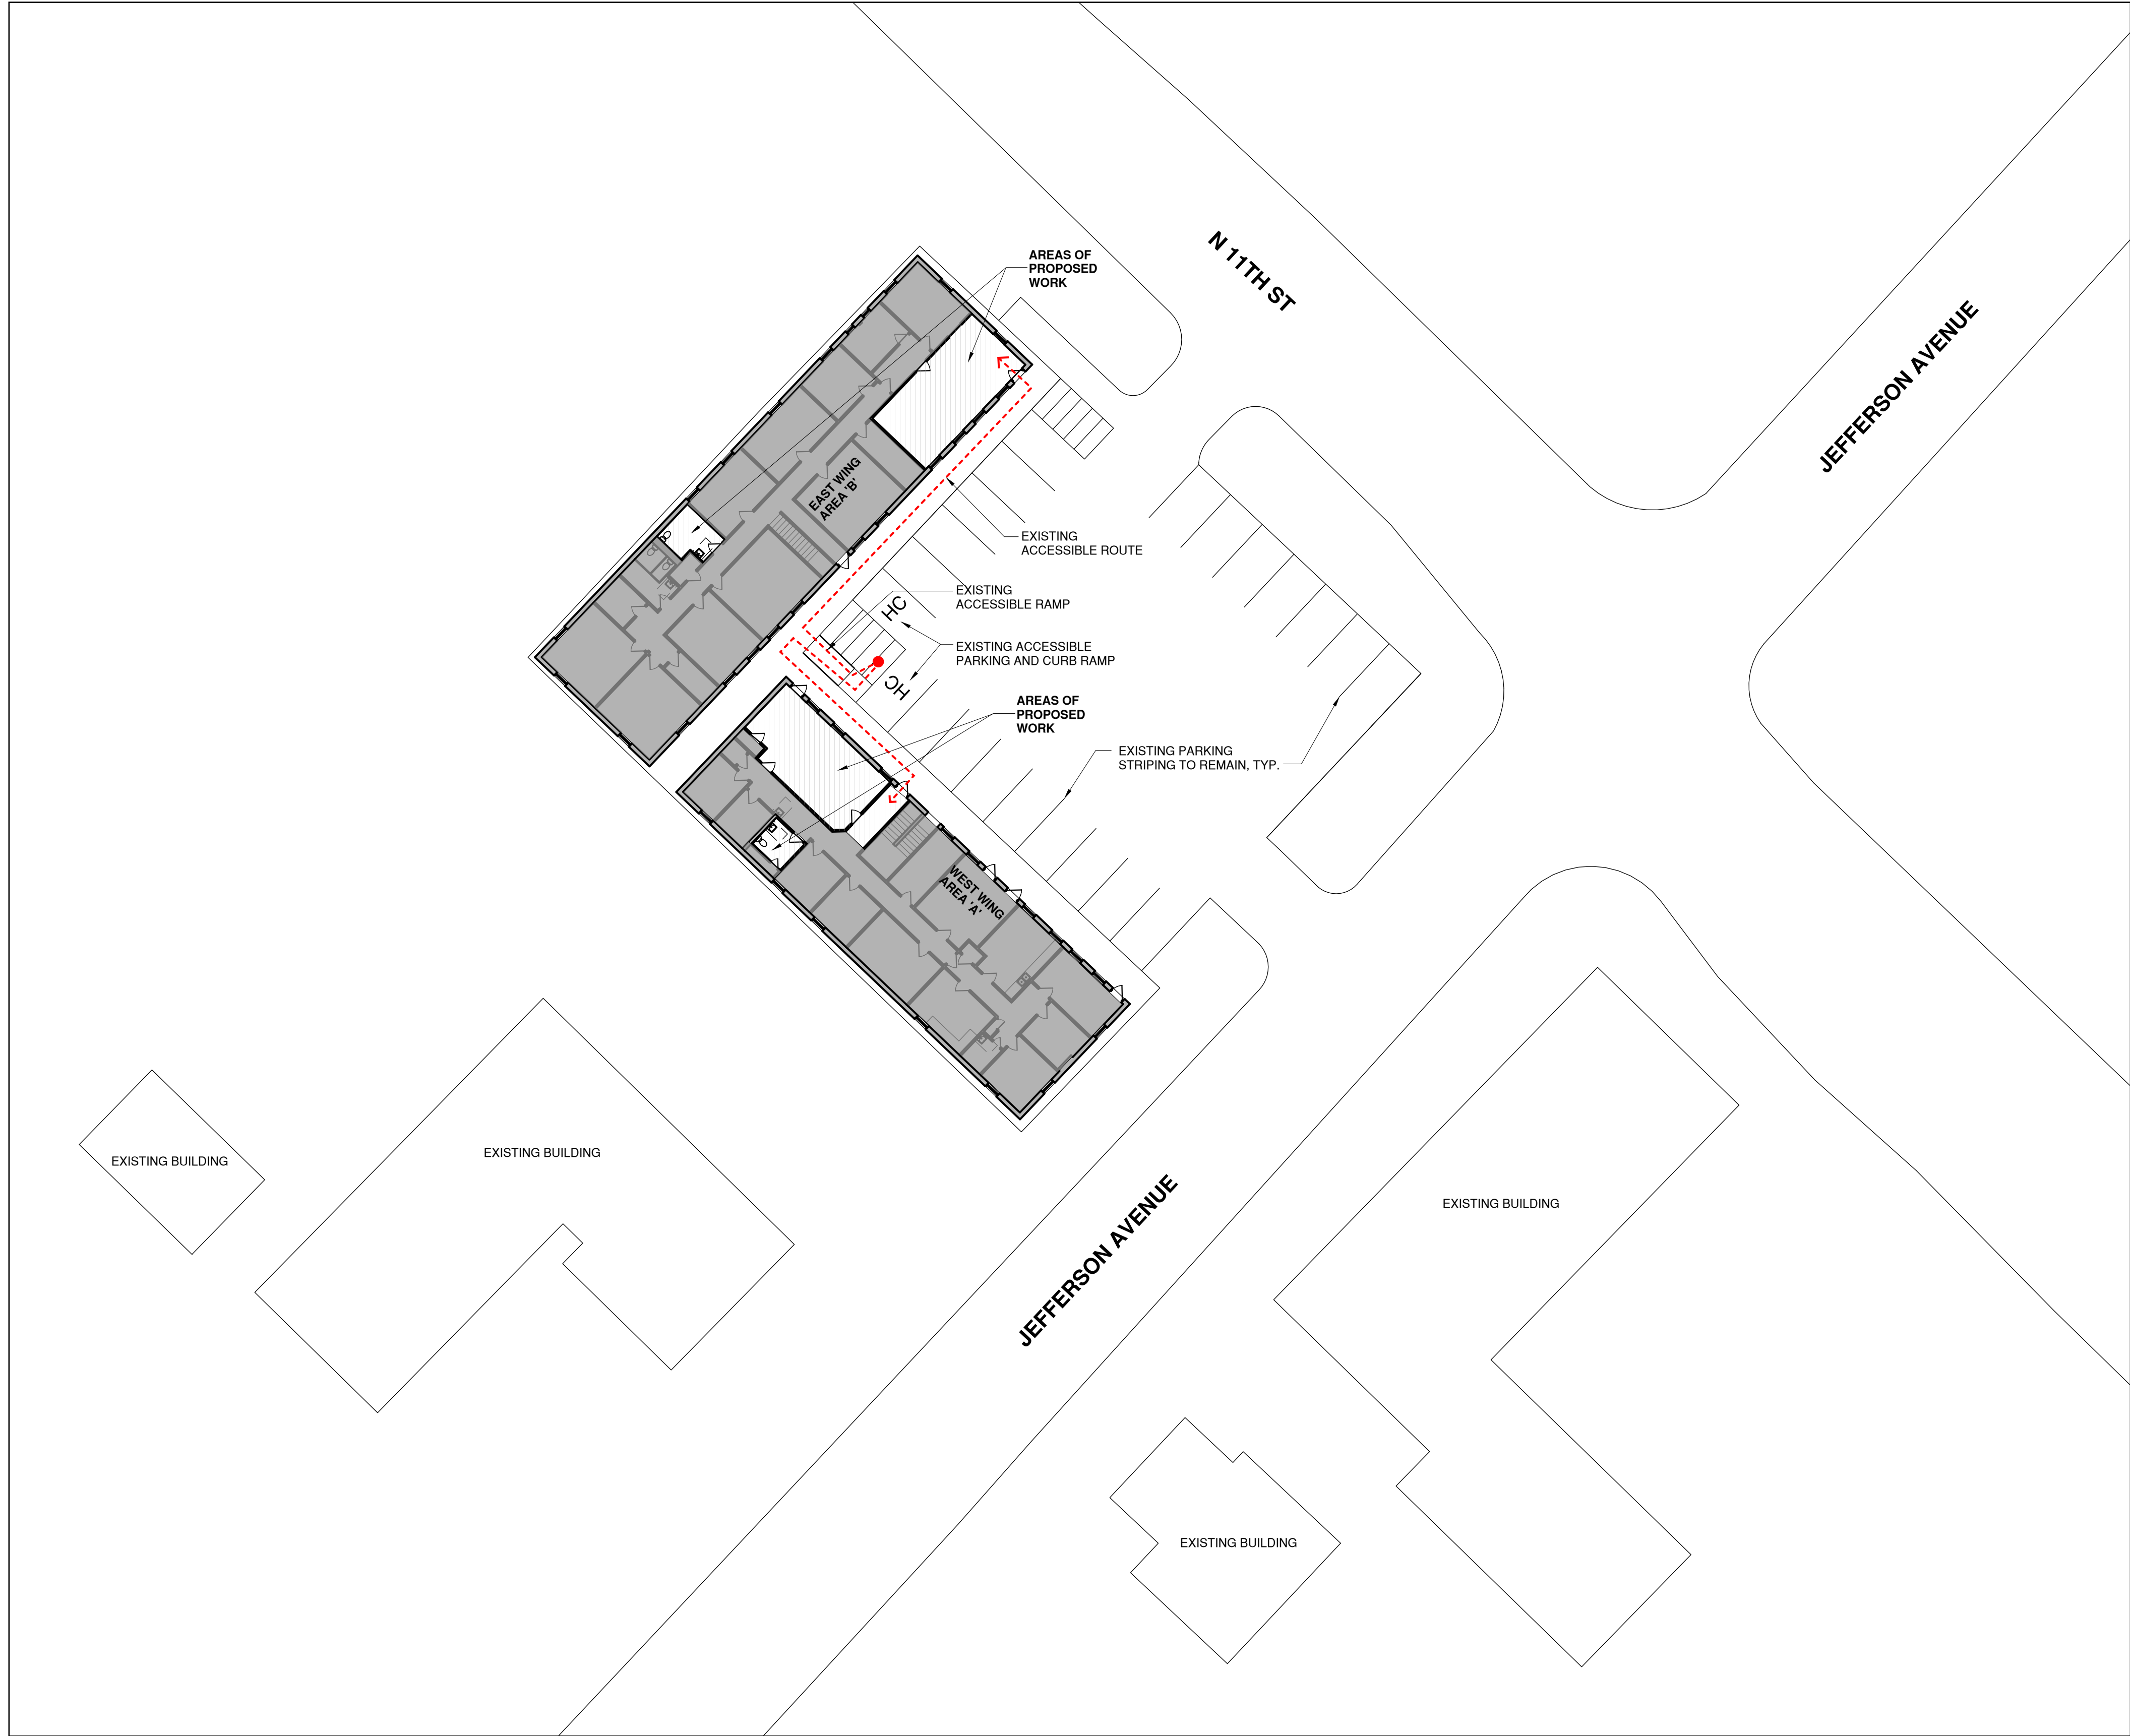 N 11TH ST
JEFFERSON AVENUE
AREAS OF
PROPOSED
WORK
EAST WING
AREA 'B'
EXISTING
ACCESSIBLE ROUTE
EXISTING
ACCESSIBLE RAMP
HC
EXISTING ACCESSIBLE
PARKING AND CURB RAMP
HC
AREAS OF
PROPOSED
WORK
EXISTING PARKING
STRIPING TO REMAIN, TYP.
WEST WING
AREA 'A'
EXISTING BUILDING
EXISTING BUILDING
EXISTING BUILDING
JEFFERSON AVENUE
EXISTING BUILDING